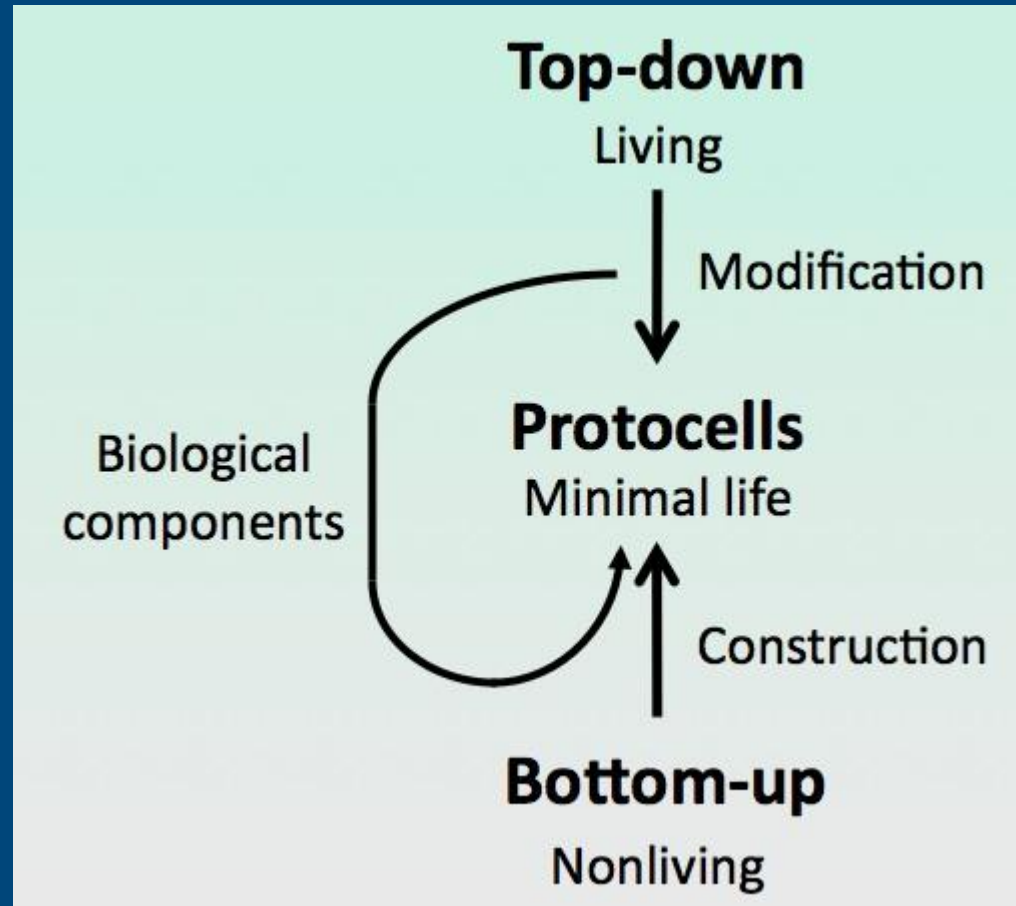 Top-down
Living
Modification
Protocells
Minimal life
Biological
components
Construction
Bottom-up
Nonliving